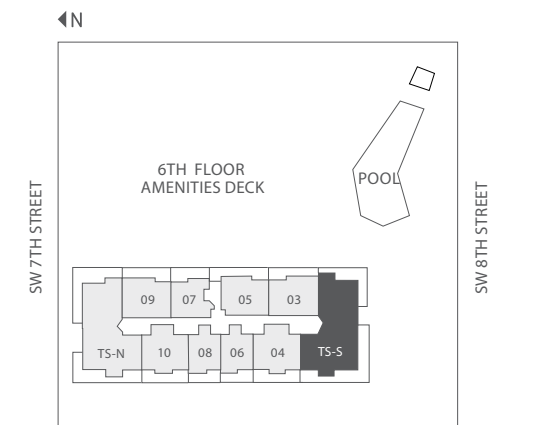 N
6TH FLOOR
AMENITIES DECK
POOL
SW 7TH STREET
SW 8TH STREET
09
07
05
03
TS-N
10
08
06
04
TS-S